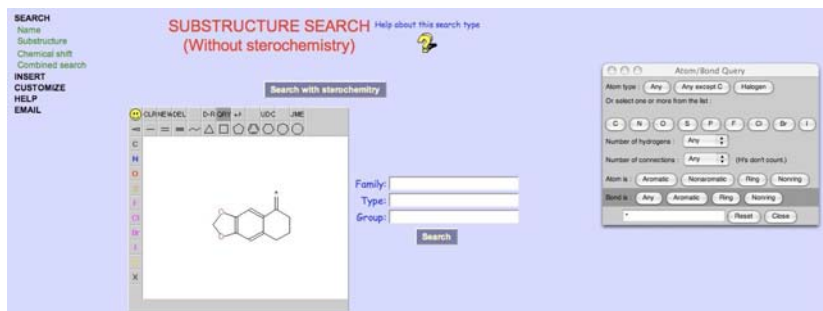 SEARCH
Name
Substructure
Chemical shift
Combined search
INSERT
CUSTOMIZE
HELP
EMAIL
SUBSTRUCTURE SEARCH
(Without sterochemistry)
Help about this search type
?
Search with sterochemitry
CLR NEW DEL D-R QRY +/- UDC JME
C
N
O
S
F
Cl
Br
I
X
O
O
*
Family:
Type:
Group:
Search
Atom/Bond Query
Atom type : Any Any except C Halogen
Or select one or more from the list :
C N O S P F Cl Br I
Number of hydrogens : Any
Number of connections : Any (H's don't count.)
Atom is : Aromatic Nonaromatic Ring Nonring
Bond is : Any Aromatic Ring Nonring
* Reset Close